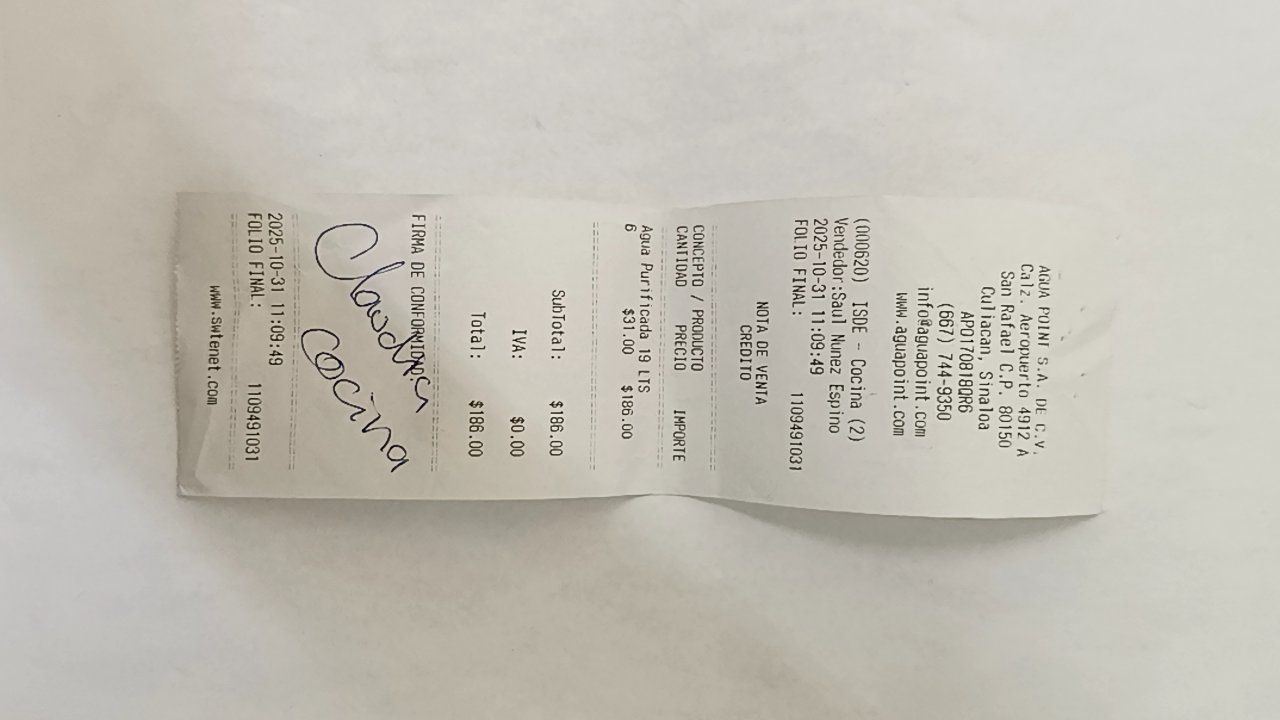 AGUA POINT S.A. DE C.V.
Calz. Aeropuerto 4912 A
San Rafael C.P. 80150
Culiacan, Sinaloa
APO170818QR6
(667) 744-9350
info@aguapoint.com
www.aguapoint.com
(000620) ISDE - Cocina (2)
Vendedor:Saul Nunez Espino
2025-10-31 11:09:49
FOLIO FINAL: 1109491031
NOTA DE VENTA
CREDITO
CONCEPTO / PRODUCTO
CANTIDAD PRECIO IMPORTE
Agua Purificada 19 LTS
6 $31.00 $186.00
SubTotal: $186.00
IVA: $0.00
Total: $186.00
FIRMA DE CONFORMIDAD
Claudia
Cocina
2025-10-31 11:09:49
FOLIO FINAL: 1109491031
www.switenet.com